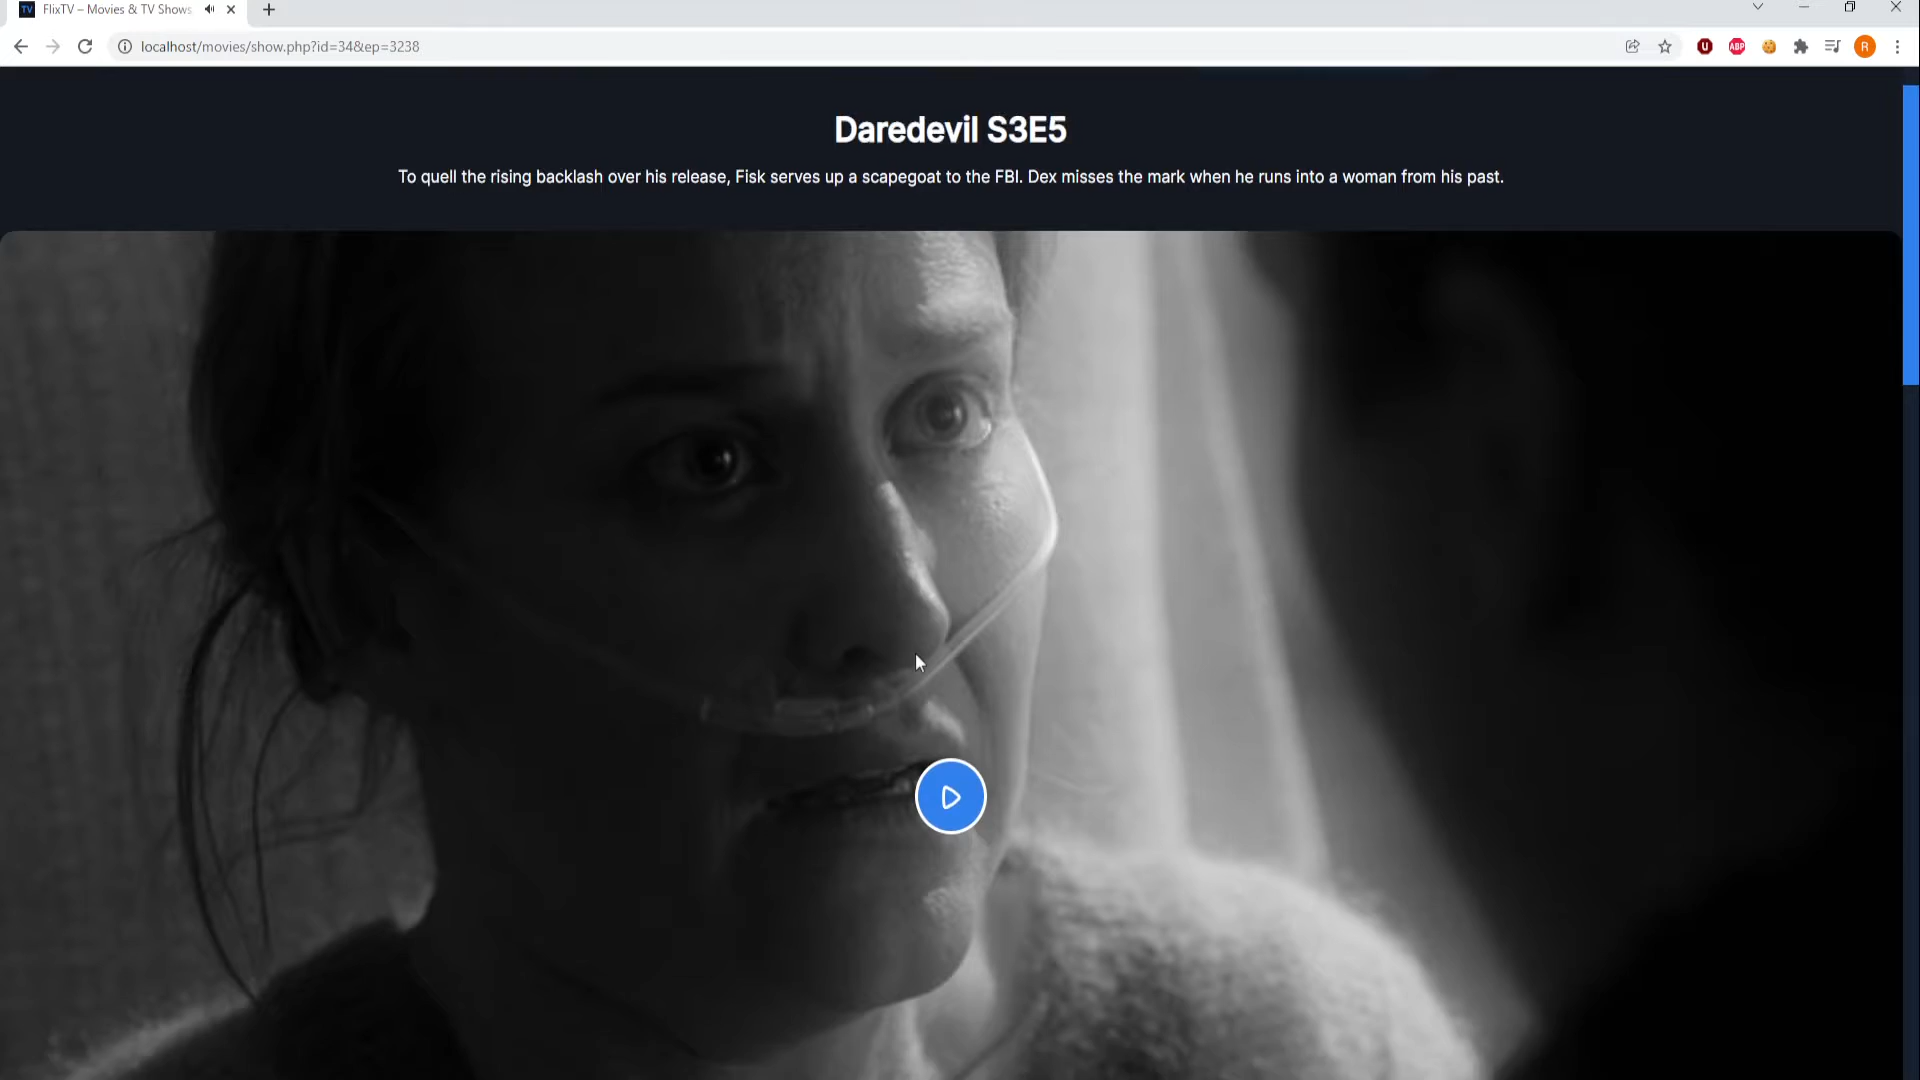 TV FlixTV – Movies & TV Shows,
localhost/movies/show.php?id=34&ep=3238
U ABP R
Daredevil S3E5
To quell the rising backlash over his release, Fisk serves up a scapegoat to the FBI. Dex misses the mark when he runs into a woman from his past.